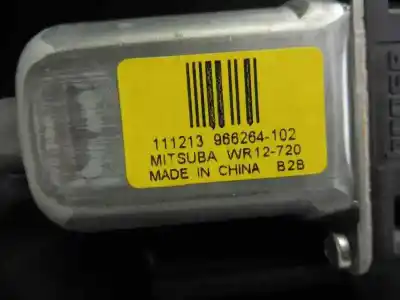 111213 966264-102
MITSUBA WR12-720
MADE IN CHINA B2B